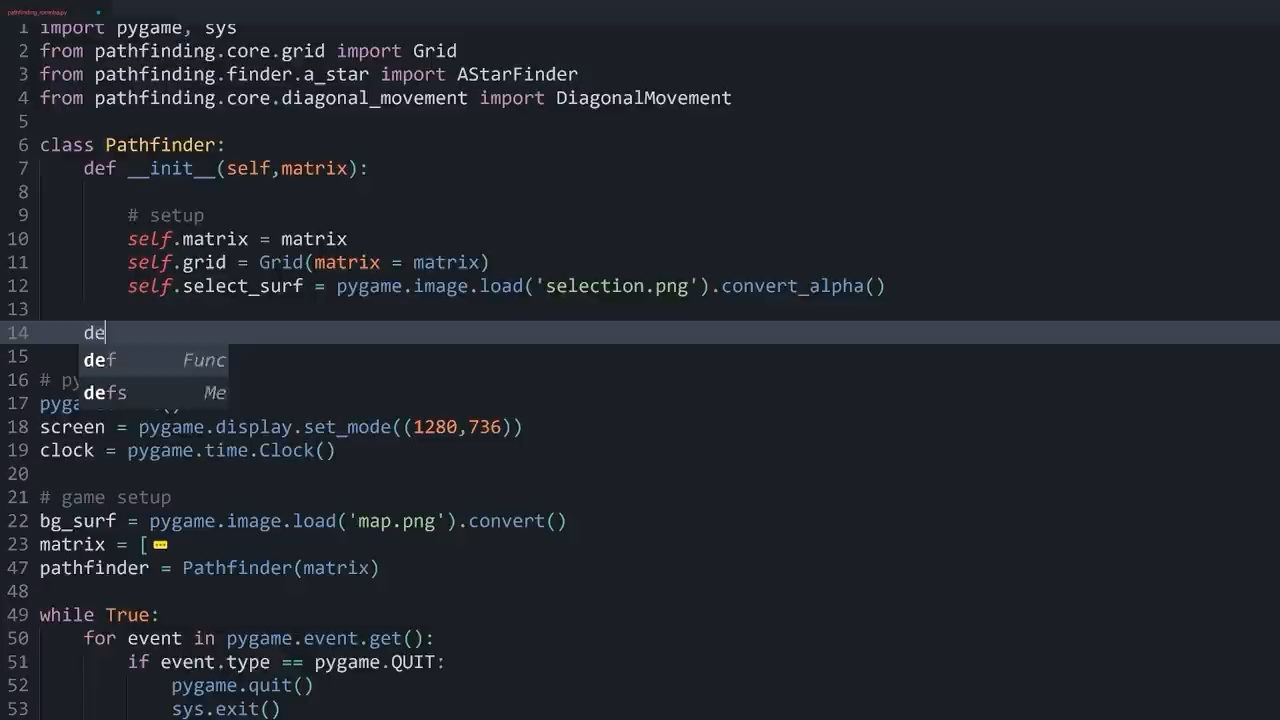 pathfinding_roomba.py
1 import pygame, sys
2 from pathfinding.core.grid import Grid
3 from pathfinding.finder.a_star import AStarFinder
4 from pathfinding.core.diagonal_movement import DiagonalMovement
5
6 class Pathfinder:
7 def __init__(self,matrix):
8
9 # setup
10 self.matrix = matrix
11 self.grid = Grid(matrix = matrix)
12 self.select_surf = pygame.image.load('selection.png').convert_alpha()
13
14 de
def Func
15
defs Me
16 # py
17 pyga
18 screen = pygame.display.set_mode((1280,736))
19 clock = pygame.time.Clock()
20
21 # game setup
22 bg_surf = pygame.image.load('map.png').convert()
23 matrix = [
47 pathfinder = Pathfinder(matrix)
48
49 while True:
50 for event in pygame.event.get():
51 if event.type == pygame.QUIT:
52 pygame.quit()
53 sys.exit()